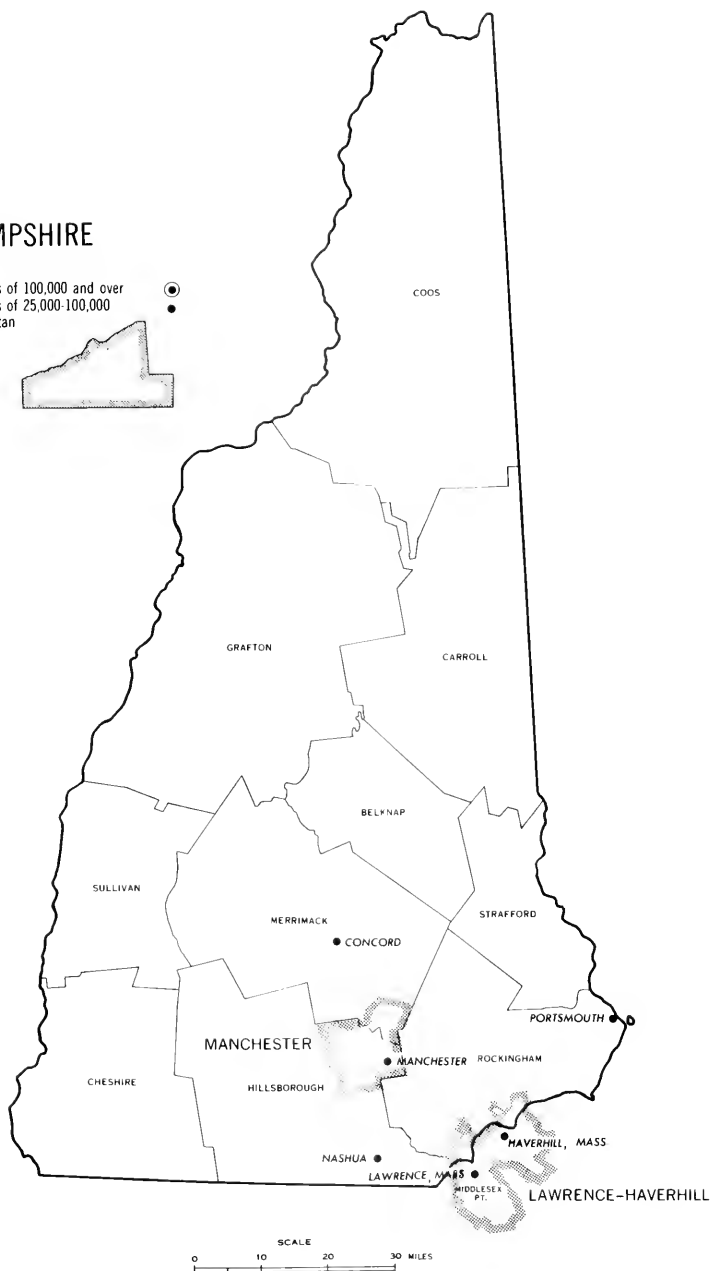 MPSHIRE
s of 100,000 and over
s of 25,000-100,000
tan
COOS
GRAFTON
CARROLL
BELKNAP
SULLIVAN
MERRIMACK
STRAFFORD
CONCORD
PORTSMOUTH
MANCHESTER
MANCHESTER
ROCKINGHAM
CHESHIRE
HILLSBOROUGH
HAVERHILL, MASS
NASHUA
LAWRENCE, MASS
MIDDLESEX
PT.
LAWRENCE-HAVERHILL
SCALE
0 10 20 30 MILES